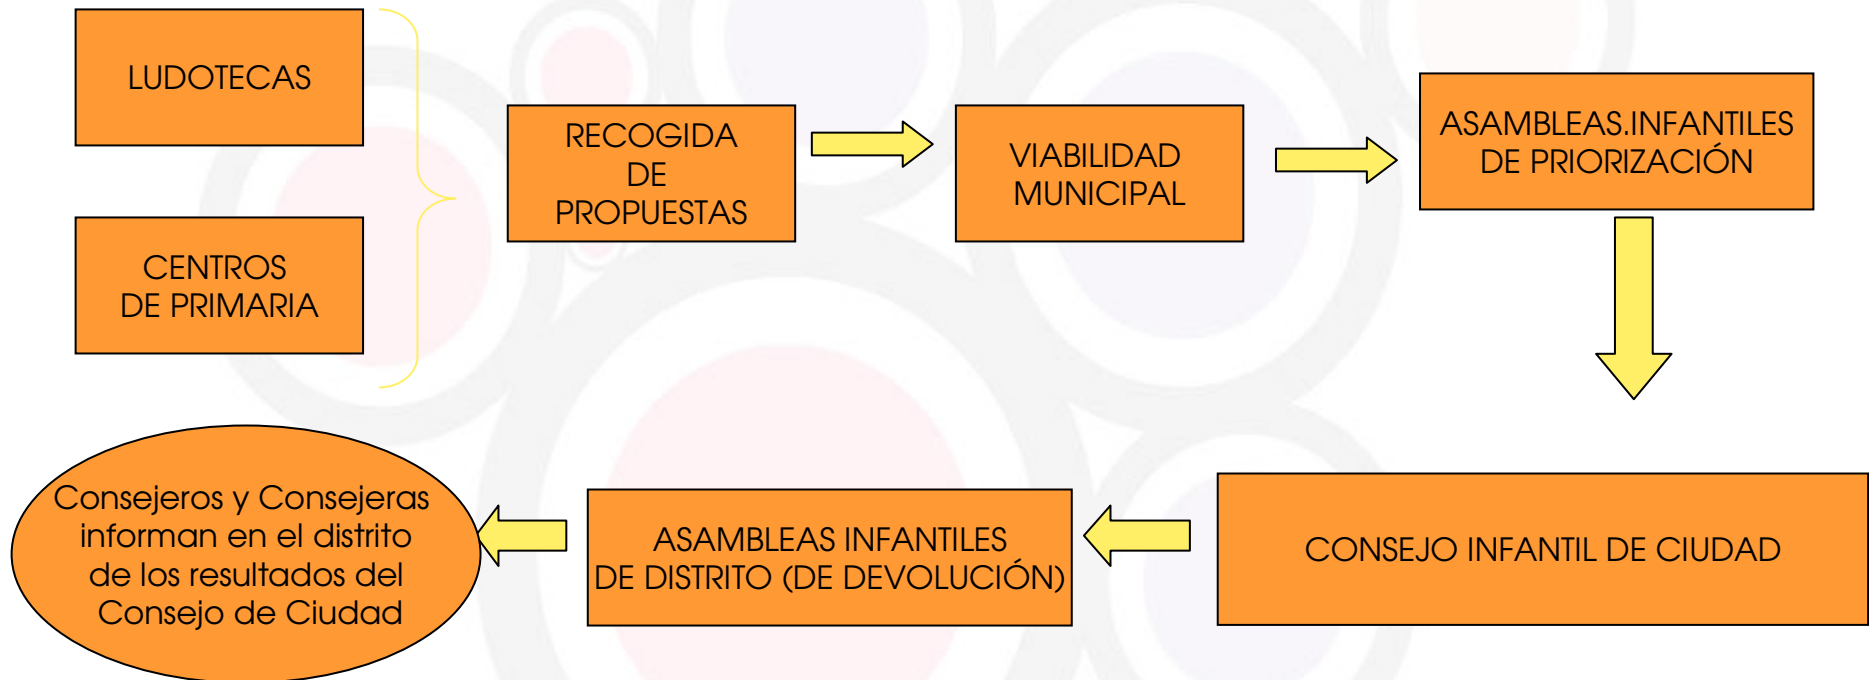 LUDOTECAS
CENTROS
DE PRIMARIA
RECOGIDA
DE
PROPUESTAS
VIABILIDAD
MUNICIPAL
ASAMBLEAS.INFANTILES
DE PRIORIZACIÓN
CONSEJO INFANTIL DE CIUDAD
ASAMBLEAS INFANTILES
DE DISTRITO (DE DEVOLUCIÓN)
Consejeros y Consejeras
informan en el distrito
de los resultados del
Consejo de Ciudad